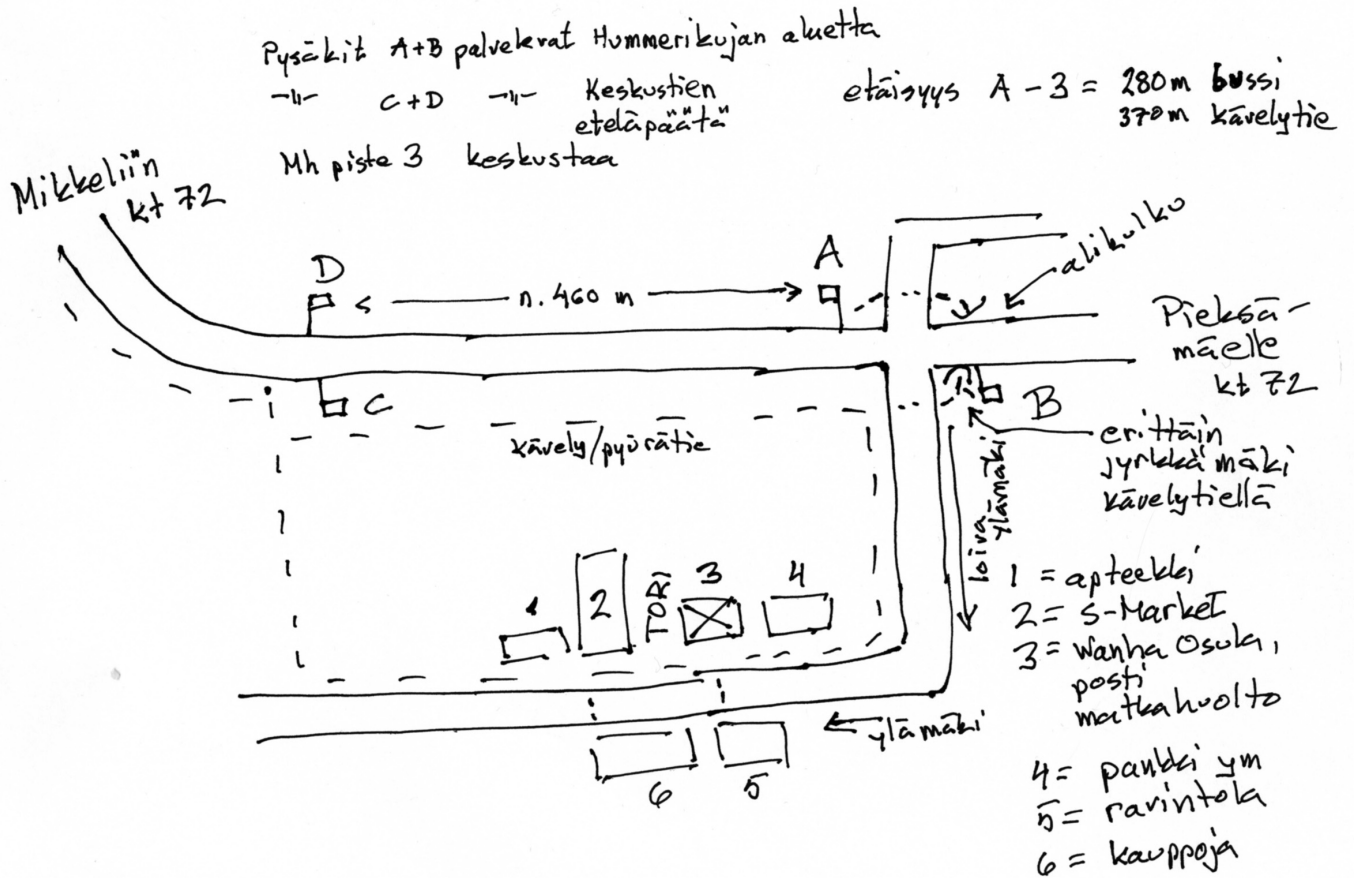 Pysäkit A+B palvelevat Hummerikujan aluetta
-"- C+D -"- Keskustien
eteläpäätä
Mh piste 3 keskustaa
etäisyys A - 3 = 280m bussi
370m kävelytie
Mikkeliin
kt 72
D
A
n. 460 m
alikulko
Pieksä-
mäelle
kt 72
C
B
kävely/pyörätie
erittäin
jyrkkä mäki
kävelytiellä
loiva
ylämäki
1
2
TORI
3
4
ylämäki
6
5
1 = apteekki
2 = S-Market
3 = Wanha Osula,
posti
matkahuolto
4 = pankki ym
5 = ravintola
6 = kauppoja